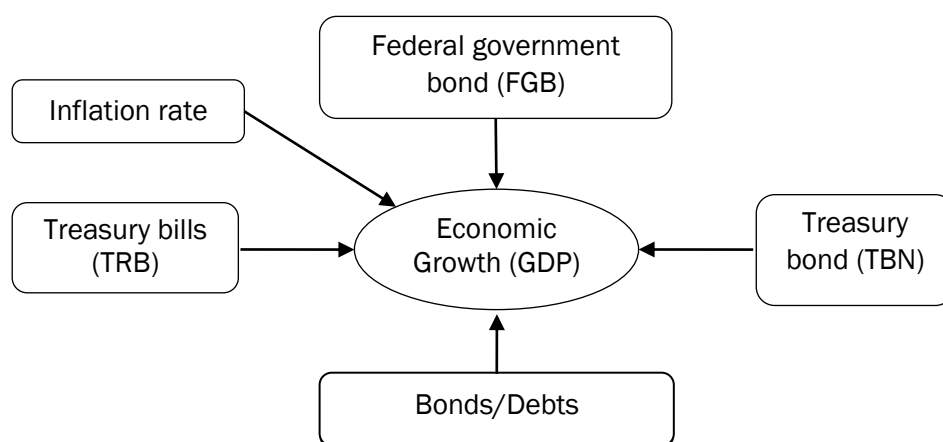 Federal government
bond (FGB)
Inflation rate
Treasury bills
(TRB)
Economic
Growth (GDP)
Treasury
bond (TBN)
Bonds/Debts